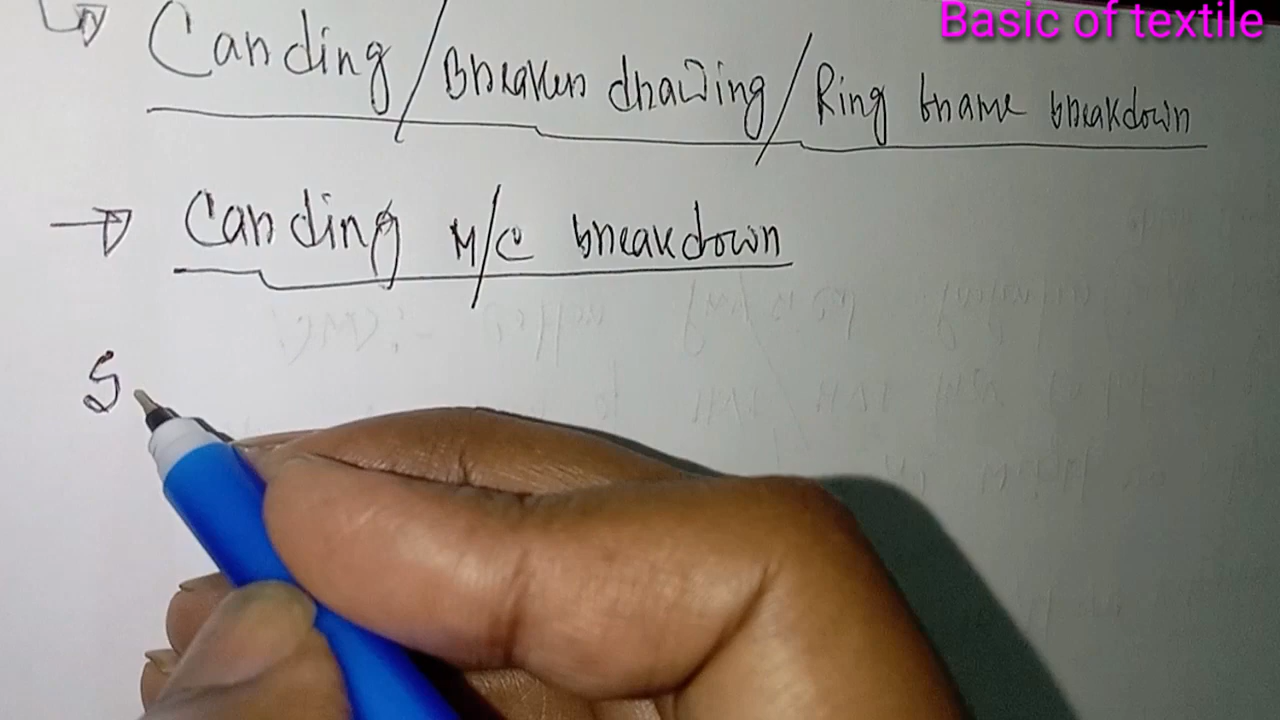 Basic of textile
Carding / Breaker drawing / Ring frame breakdown
→ Carding M/C breakdown
S